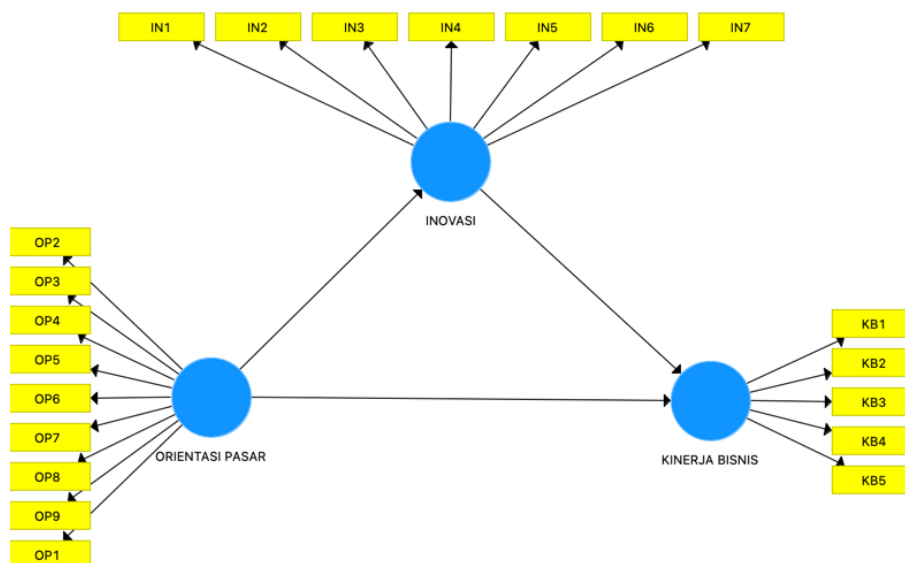 IN1
IN2
IN3
IN4
IN5
IN6
IN7
INOVASI
OP2
OP3
OP4
OP5
OP6
OP7
OP8
OP9
OP1
ORIENTASI PASAR
KB1
KB2
KB3
KB4
KB5
KINERJA BISNIS